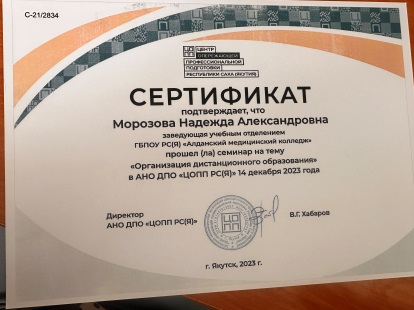 С-21/2834
ЦЕНТР
ОПЕРЕЖАЮЩЕЙ
ПРОФЕССИОНАЛЬНОЙ
ПОДГОТОВКИ
РЕСПУБЛИКИ САХА (ЯКУТИЯ)
СЕРТИФИКАТ
подтверждает, что
Морозова Надежда Александровна
заведующая учебным отделением
ГБПОУ РС(Я) «Алданский медицинский колледж»
прошел (ла) семинар на тему
«Организация дистанционного образования»
в АНО ДПО «ЦОПП РС(Я)» 14 декабря 2023 года
Директор
АНО ДПО «ЦОПП РС(Я)»
В.Г. Хабаров
г. Якутск, 2023 г.